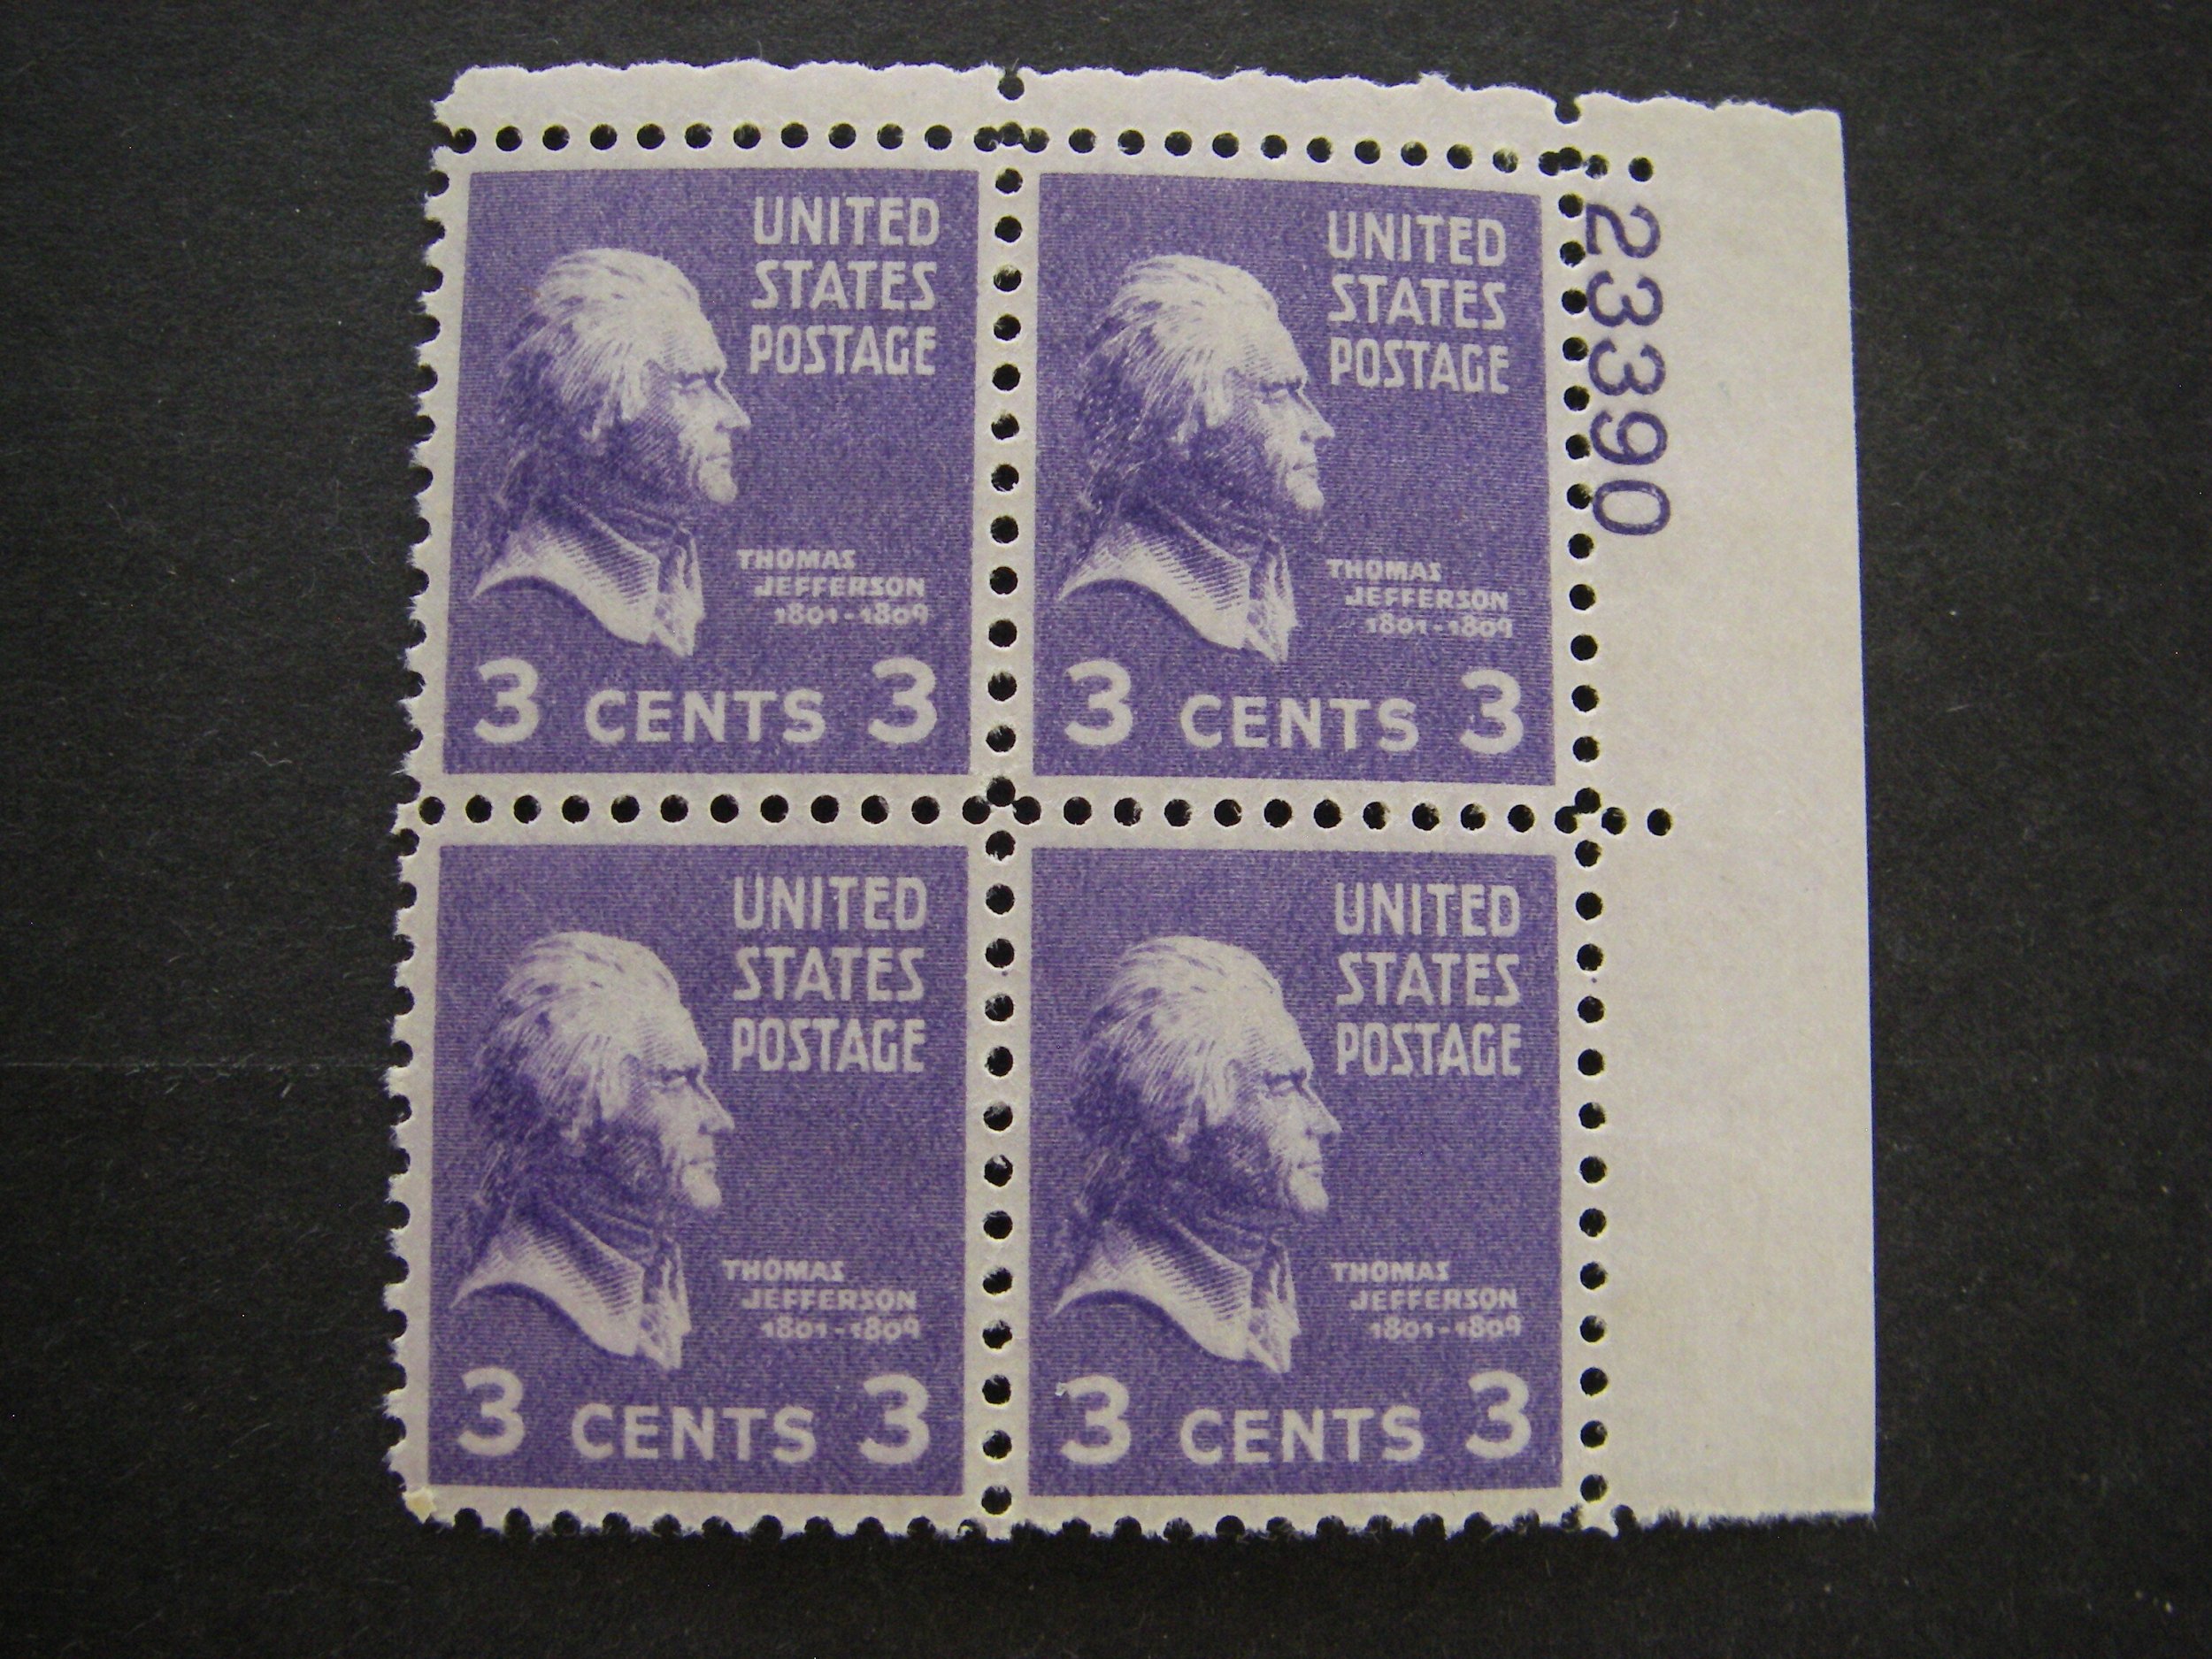 UNITED
STATES
POSTAGE
THOMAS
JEFFERSON
1801-1809
3 CENTS 3
UNITED
STATES
POSTAGE
THOMAS
JEFFERSON
1801-1809
3 CENTS 3
23390
UNITED
STATES
POSTAGE
THOMAS
JEFFERSON
1801-1809
3 CENTS 3
UNITED
STATES
POSTAGE
THOMAS
JEFFERSON
1801-1809
3 CENTS 3